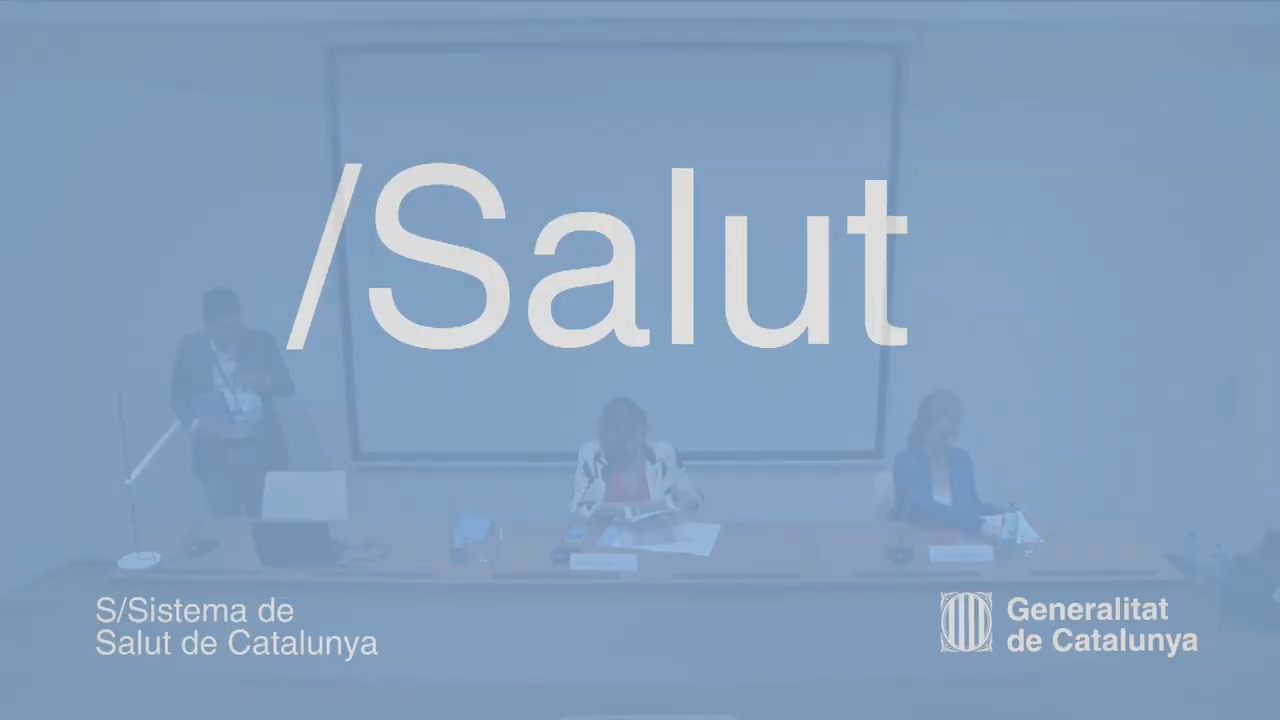 /Salut
S/Sistema de
Salut de Catalunya
Generalitat
de Catalunya